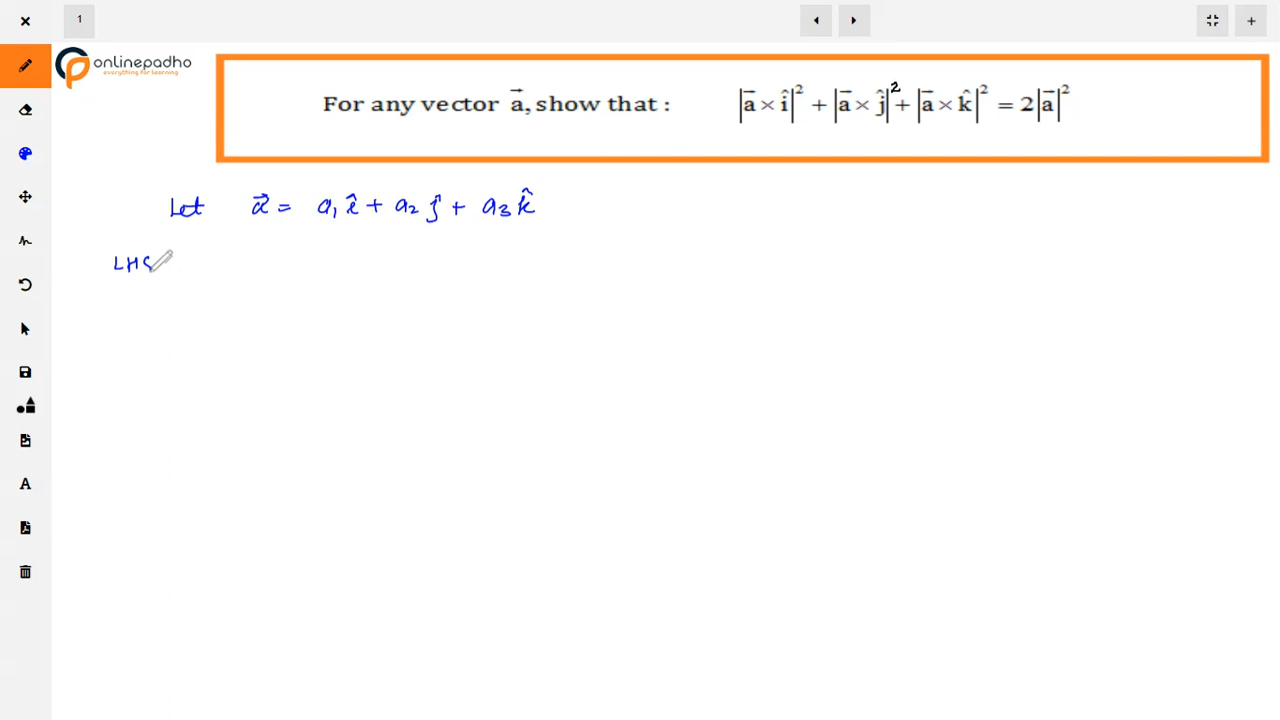 1
onlinepadho
everything for learning
For any vector a⃗, show that : |a⃗ × î|² + |a⃗ × ĵ|² + |a⃗ × k̂|² = 2|a⃗|²
Let a⃗ = a₁î + a₂ĵ + a₃k̂
LHS
A